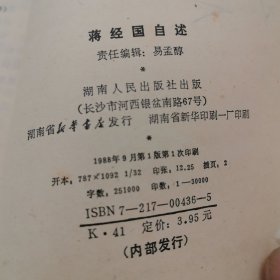 蒋经国自述
责任编辑：易孟醇
*
湖南人民出版社出版
（长沙市河西银盆南路67号）
湖南省新华书店发行 湖南省新华印刷一厂印刷
*
1988年9月第1版第1次印刷
开本：787×1092 1/32 印张：12.25 插页：2
字数：251000 印数：1—30000
ISBN7—217—00436—5
K·41 定价：3.95元
（内部发行）